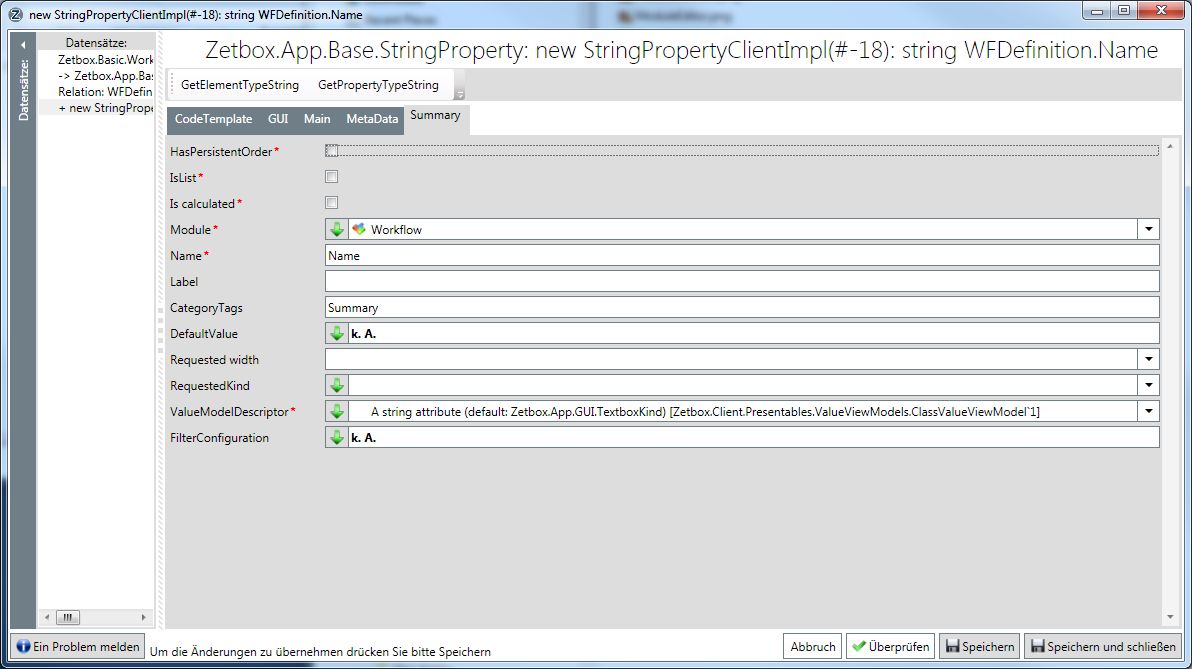 new StringPropertyClientImpl(#-18): string WFDefinition.Name
Datensätze:
Datensätze:
Zetbox.Basic.Work
-> Zetbox.App.Bas
Relation: WFDefin
+ new StringPrope
Zetbox.App.Base.StringProperty: new StringPropertyClientImpl(#-18): string WFDefinition.Name
GetElementTypeString GetPropertyTypeString
CodeTemplate GUI Main MetaData Summary
HasPersistentOrder*
IsList*
Is calculated*
Module* Workflow
Name* Name
Label
CategoryTags Summary
DefaultValue k. A.
Requested width
RequestedKind
ValueModelDescriptor* A string attribute (default: Zetbox.App.GUI.TextboxKind) [Zetbox.Client.Presentables.ValueViewModels.ClassValueViewModel`1]
FilterConfiguration k. A.
Ein Problem melden Um die Änderungen zu übernehmen drücken Sie bitte Speichern Abbruch Überprüfen Speichern Speichern und schließen